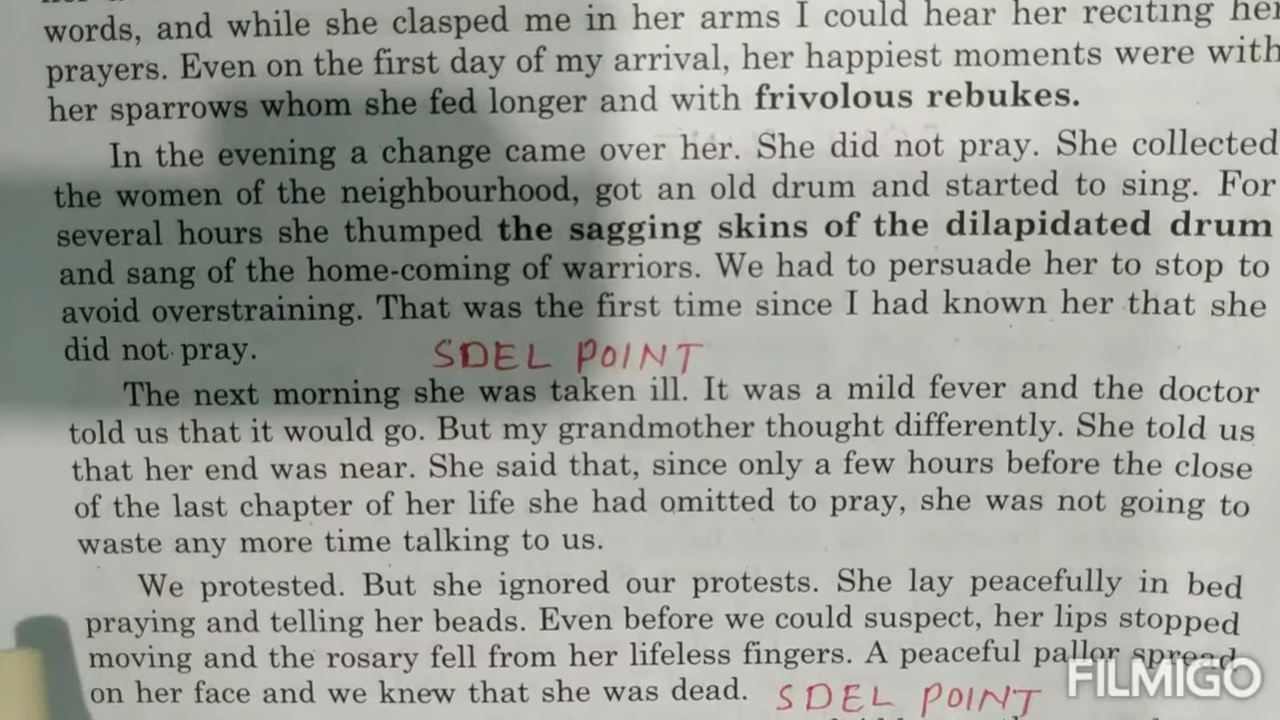 words, and while she clasped me in her arms I could hear her reciting her
prayers. Even on the first day of my arrival, her happiest moments were with
her sparrows whom she fed longer and with frivolous rebukes.
In the evening a change came over her. She did not pray. She collected
the women of the neighbourhood, got an old drum and started to sing. For
several hours she thumped the sagging skins of the dilapidated drum
and sang of the home-coming of warriors. We had to persuade her to stop to
avoid overstraining. That was the first time since I had known her that she
did not pray.
SDEL POINT
The next morning she was taken ill. It was a mild fever and the doctor
told us that it would go. But my grandmother thought differently. She told us
that her end was near. She said that, since only a few hours before the close
of the last chapter of her life she had omitted to pray, she was not going to
waste any more time talking to us.
We protested. But she ignored our protests. She lay peacefully in bed
praying and telling her beads. Even before we could suspect, her lips stopped
moving and the rosary fell from her lifeless fingers. A peaceful pallor spread
on her face and we knew that she was dead.
SDEL POINT
FILMIGO